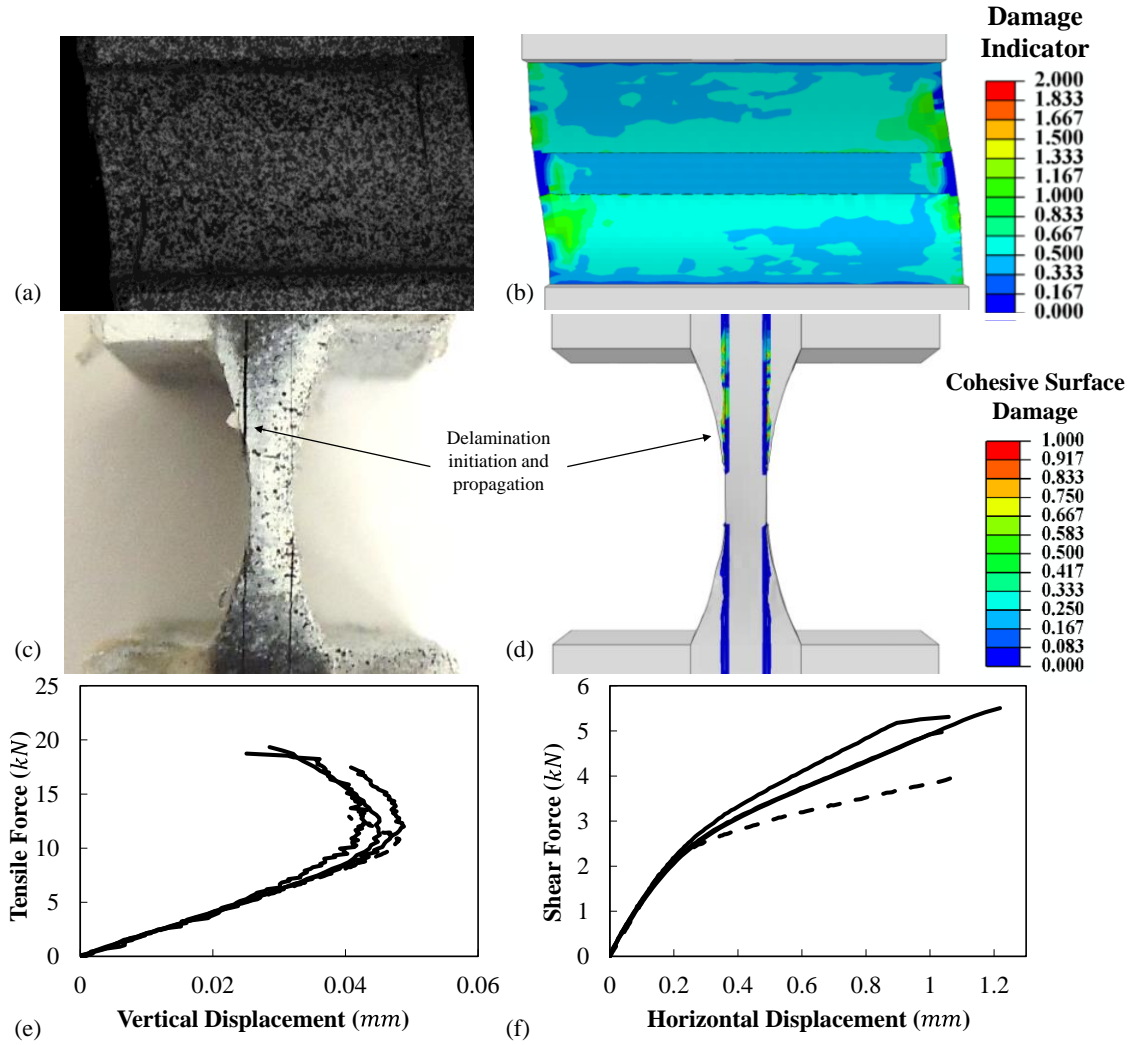 Damage
Indicator
2.000
1.833
1.667
1.500
1.333
1.167
1.000
0.833
0.667
0.500
0.333
0.167
0.000
(a)
(b)
Delamination
initiation and
propagation
Cohesive Surface
Damage
1.000
0.917
0.833
0.750
0.667
0.583
0.500
0.417
0.333
0.250
0.167
0.083
0.000
(c)
(d)
25
20
15
10
5
0
Tensile Force (kN)
0 0.02 0.04 0.06
(e) Vertical Displacement (mm)
6
5
4
3
2
1
0
Shear Force (kN)
0 0.2 0.4 0.6 0.8 1 1.2
(f) Horizontal Displacement (mm)